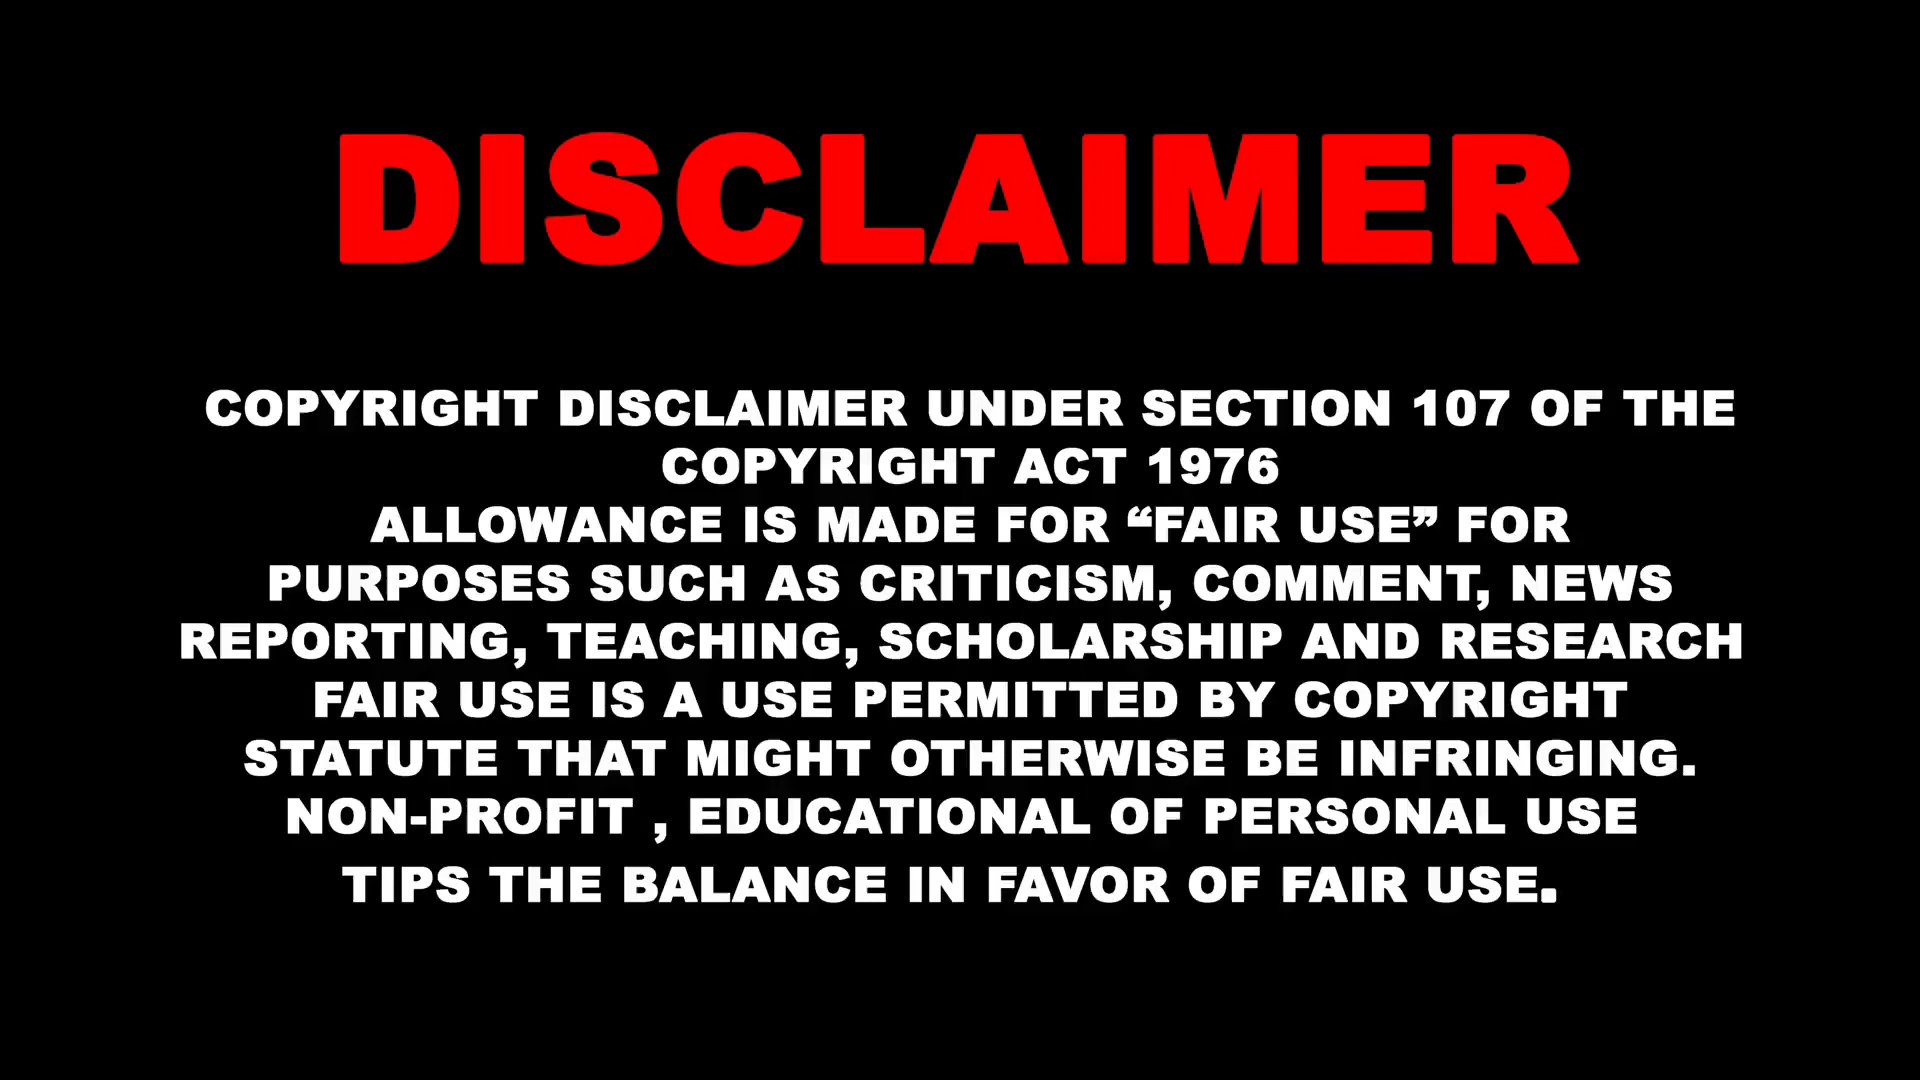 DISCLAIMER
COPYRIGHT DISCLAIMER UNDER SECTION 107 OF THE
COPYRIGHT ACT 1976
ALLOWANCE IS MADE FOR “FAIR USE” FOR
PURPOSES SUCH AS CRITICISM, COMMENT, NEWS
REPORTING, TEACHING, SCHOLARSHIP AND RESEARCH
FAIR USE IS A USE PERMITTED BY COPYRIGHT
STATUTE THAT MIGHT OTHERWISE BE INFRINGING.
NON-PROFIT , EDUCATIONAL OF PERSONAL USE
TIPS THE BALANCE IN FAVOR OF FAIR USE.